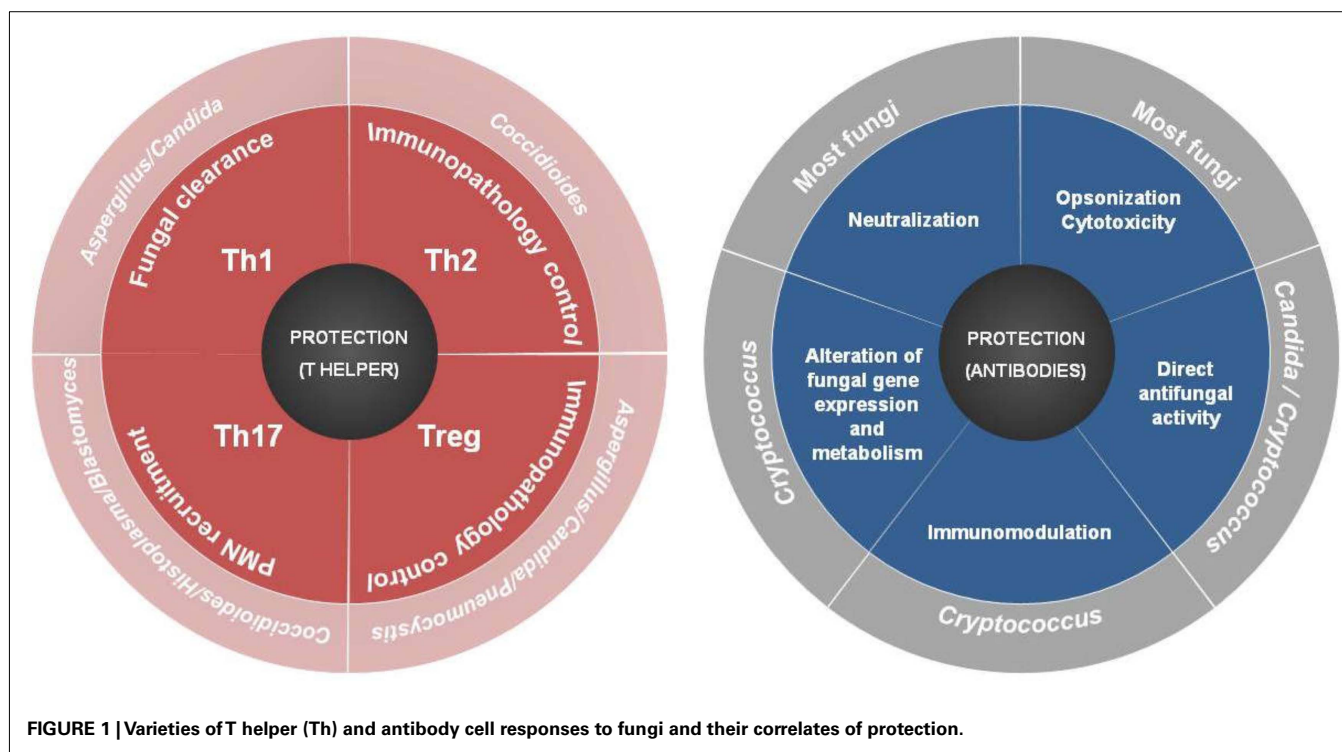 Aspergillus/Candida
Coccidioides
Fungal clearance
Immunopathology control
Th1
Th2
PROTECTION
(T HELPER)
Th17
Treg
PMN recruitment
Immunopathology control
Coccidioides/Histoplasma/Blastomyces
Aspergillus/Candida/Pneumocystis
Most fungi
Most fungi
Neutralization
Opsonization
Cytotoxicity
PROTECTION
(ANTIBODIES)
Alteration of
fungal gene
expression
and
metabolism
Direct
antifungal
activity
Immunomodulation
Cryptococcus
Candida / Cryptococcus
Cryptococcus
FIGURE 1 | Varieties of T helper (Th) and antibody cell responses to fungi and their correlates of protection.